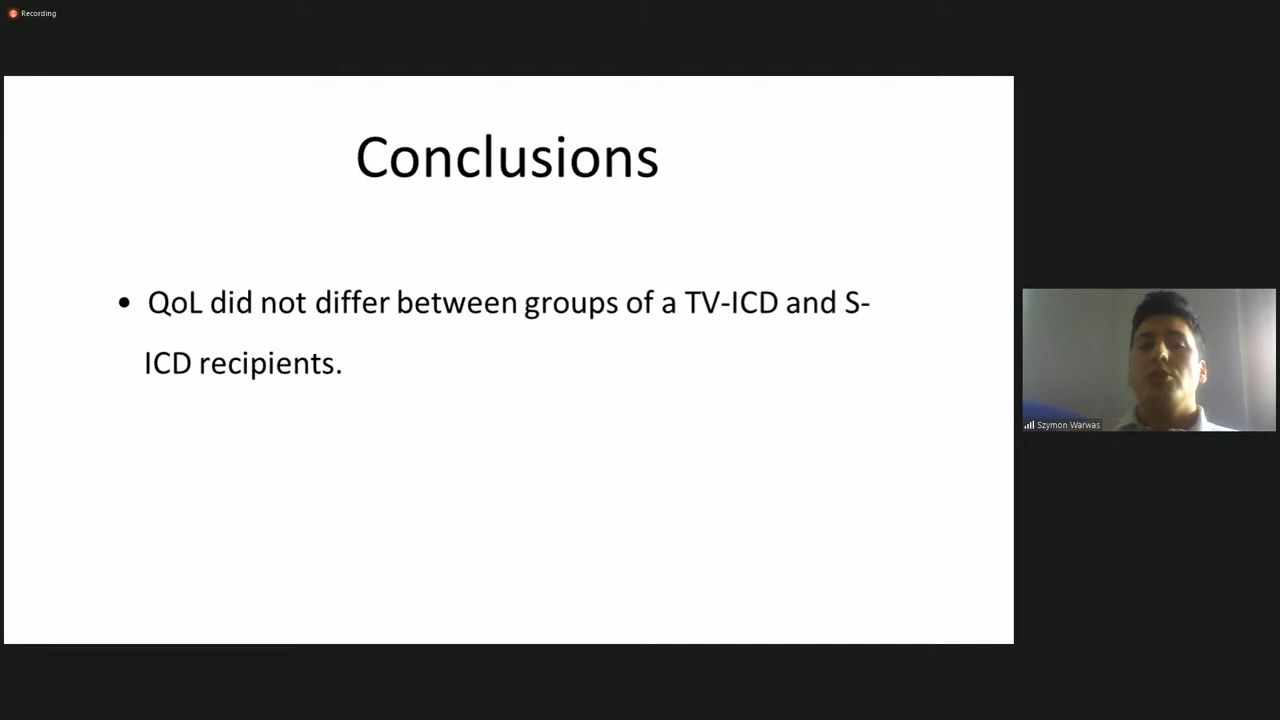 Recording
Conclusions
• QoL did not differ between groups of a TV-ICD and S-
ICD recipients.
Szymon Warwas